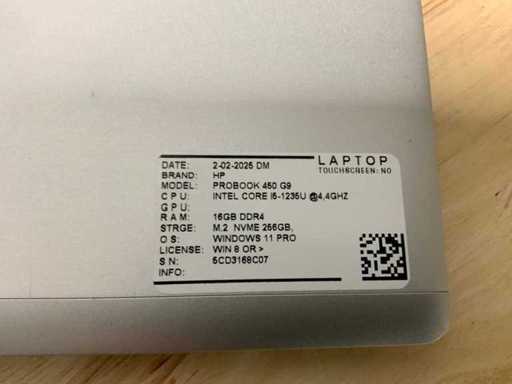 LAPTOP
TOUCHSCREEN: NO
DATE: 2-02-2025 DM
BRAND: HP
MODEL: PROBOOK 450 G9
CPU: INTEL CORE I5-1235U @4,4GHZ
GPU:
RAM: 16GB DDR4
STRGE: M.2 NVME 256GB,
OS: WINDOWS 11 PRO
LICENSE: WIN 8 OR >
SN: 5CD3168C07
INFO: